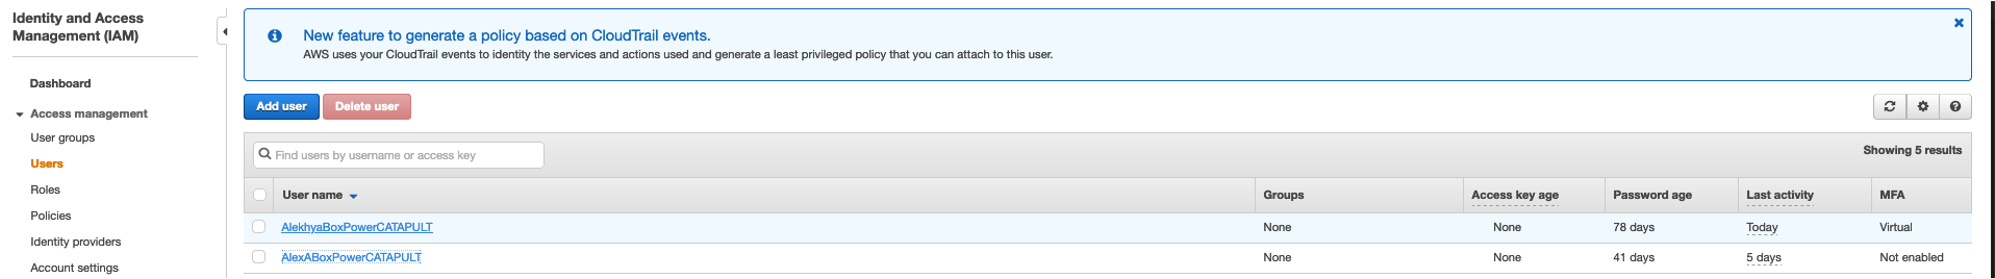 Identity and Access
Management (IAM)
Dashboard
Access management
User groups
Users
Roles
Policies
Identity providers
Account settings
New feature to generate a policy based on CloudTrail events.
AWS uses your CloudTrail events to identity the services and actions used and generate a least privileged policy that you can attach to this user.
Add user Delete user
Find users by username or access key
Showing 5 results
User name Groups Access key age Password age Last activity MFA
AlekhyaBoxPowerCATAPULT None None 78 days Today Virtual
AlexABoxPowerCATAPULT None None 41 days 5 days Not enabled